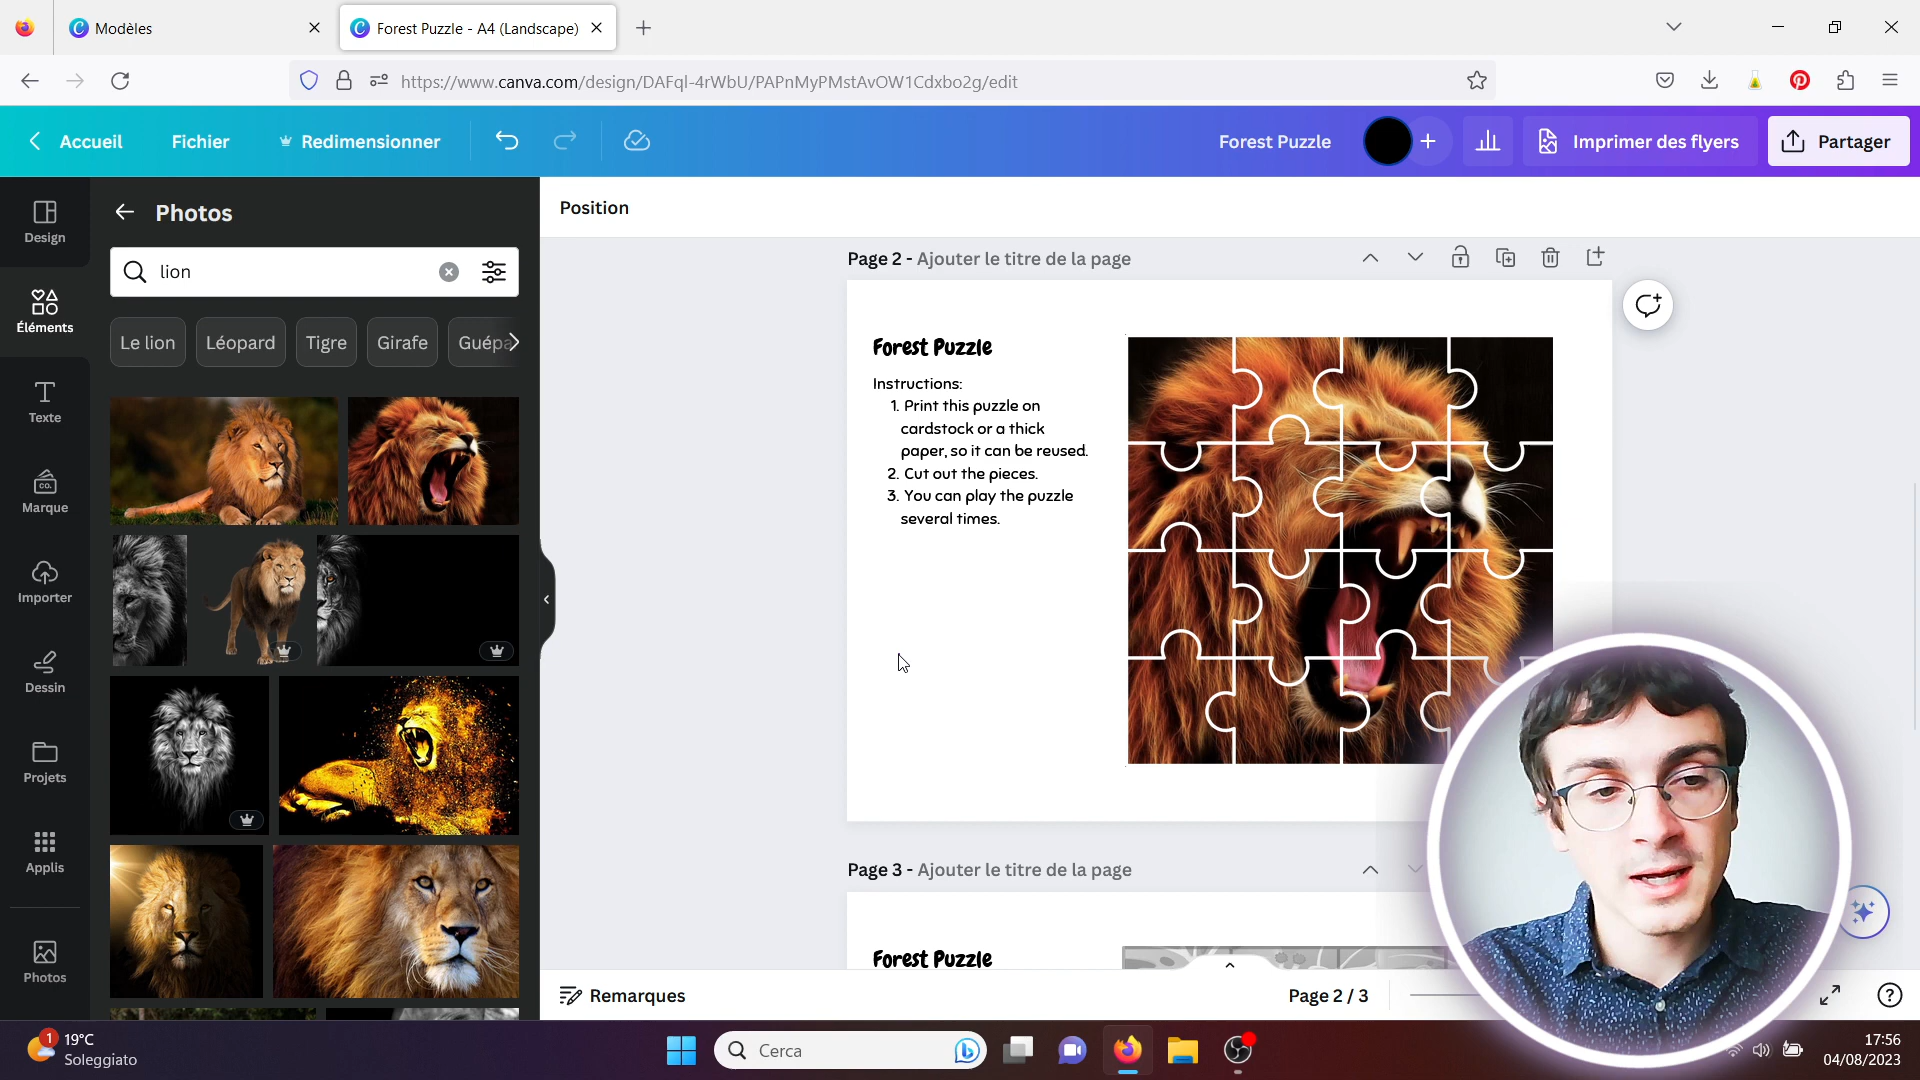 Modèles
Forest Puzzle - A4 (Landscape)
https://www.canva.com/design/DAFql-4rWbU/PAPnMyPMstAvOW1Cdxbo2g/edit
Accueil
Fichier
Redimensionner
Forest Puzzle
Imprimer des flyers
Partager
Design
Éléments
Texte
CO.
Marque
Importer
Dessin
Projets
Applis
Photos
Photos
lion
Le lion
Léopard
Tigre
Girafe
Guépa
Position
Page 2 - Ajouter le titre de la page
Forest Puzzle
Instructions:
1. Print this puzzle on
cardstock or a thick
paper, so it can be reused.
2. Cut out the pieces.
3. You can play the puzzle
several times.
Page 3 - Ajouter le titre de la page
Forest Puzzle
Remarques
Page 2 / 3
1
19°C
Soleggiato
Cerca
17:56
04/08/2023